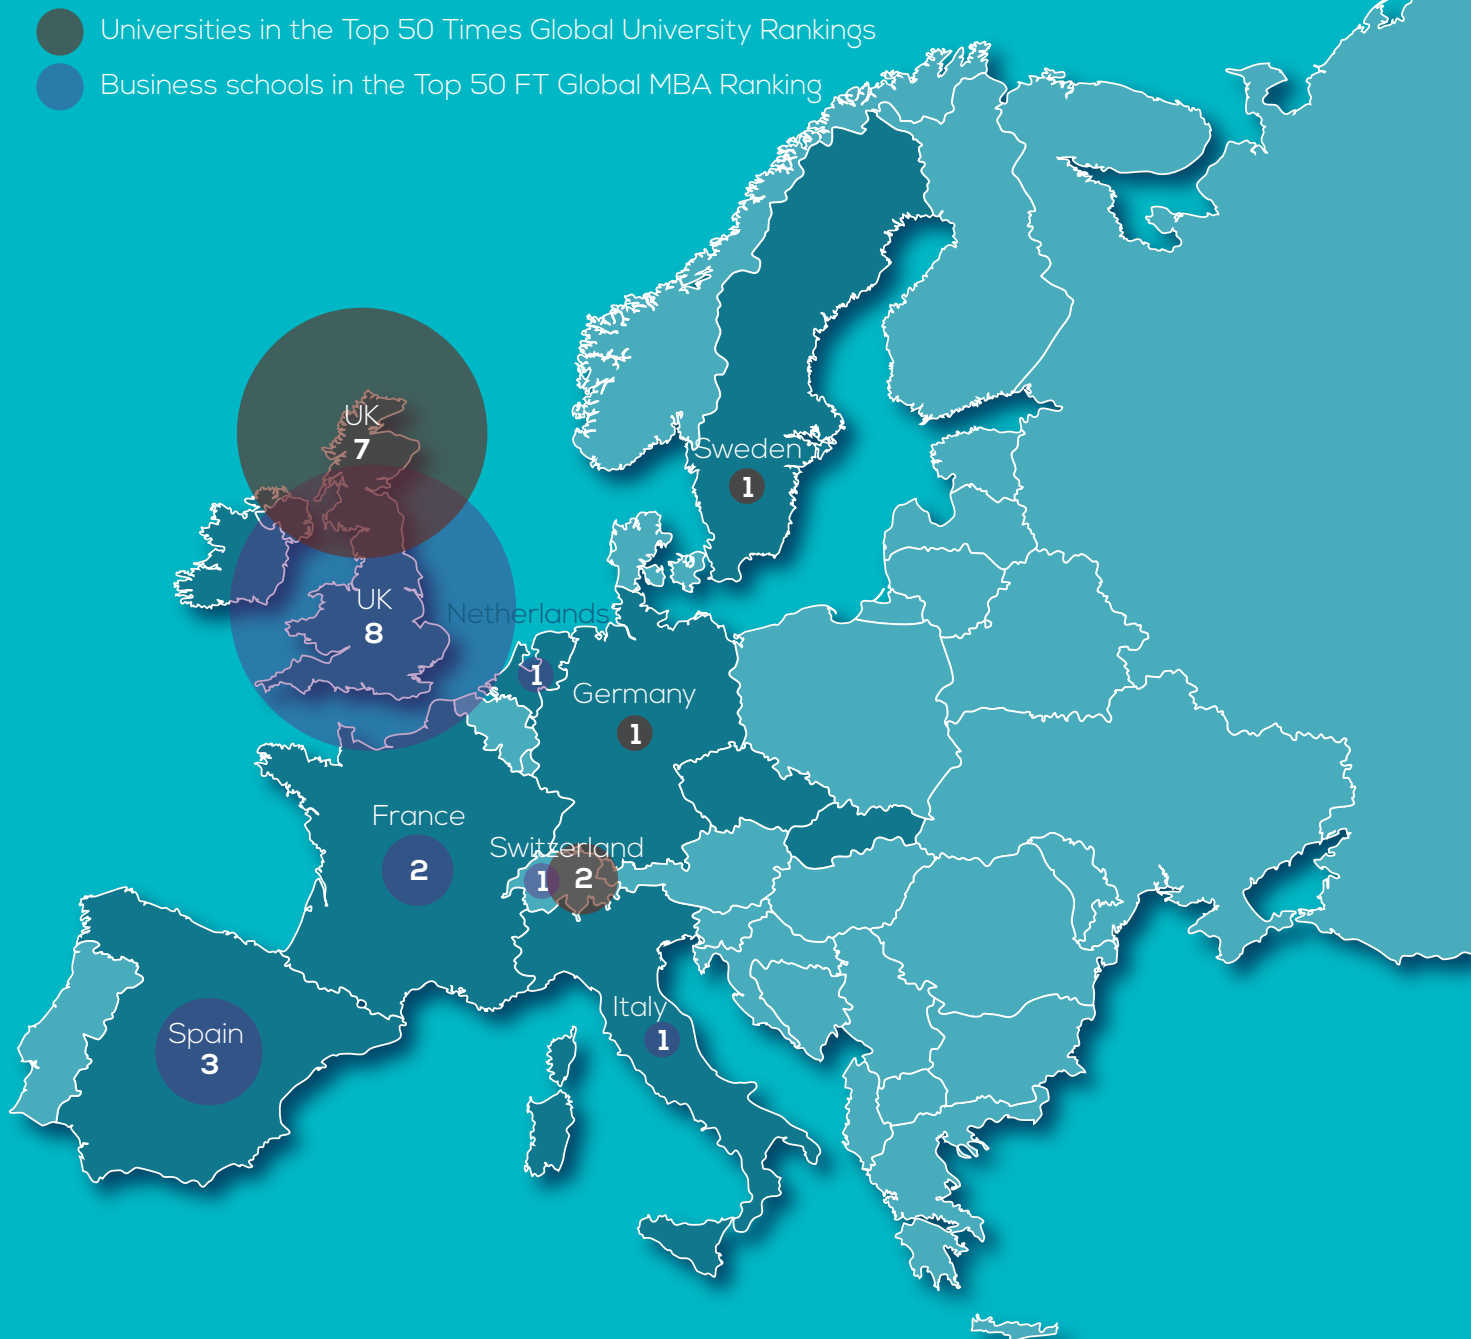 Universities in the Top 50 Times Global University Rankings
Business schools in the Top 50 FT Global MBA Ranking
UK
7
Sweden
1
UK
8
Netherlands
1
Germany
1
France
2
Switzerland
1
2
Italy
1
Spain
3